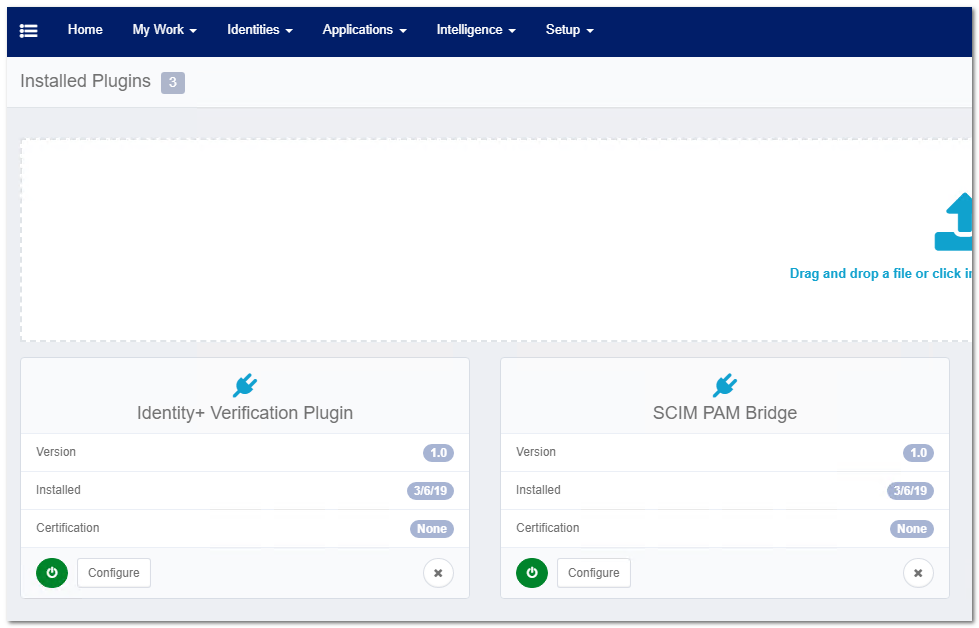 Home My Work Identities Applications Intelligence Setup
Installed Plugins 3
Drag and drop a file or click
Identity+ Verification Plugin
Version 1.0
Installed 3/6/19
Certification None
Configure
SCIM PAM Bridge
Version 1.0
Installed 3/6/19
Certification None
Configure